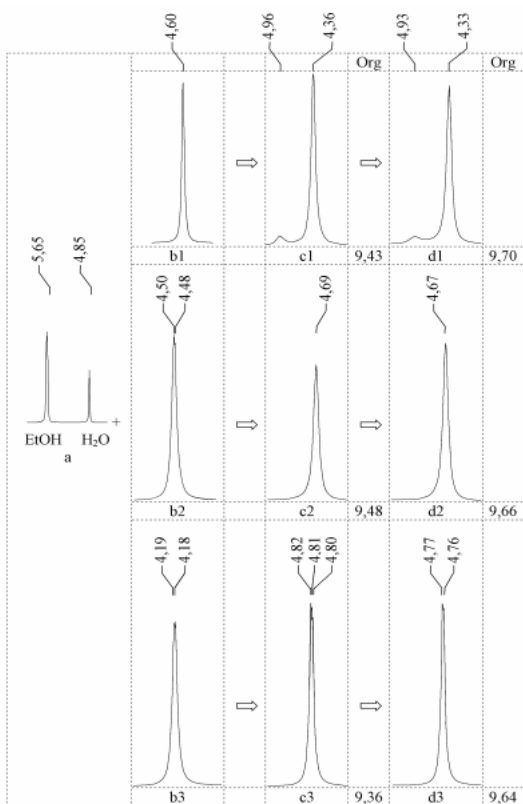 4,60
4,96
4,36
4,93
4,33
Org
Org
b1
c1
9,43
d1
9,70
5,65
4,85
EtOH
H₂O
+
a
4,50
4,48
4,69
4,67
b2
c2
9,48
d2
9,66
4,19
4,18
4,82
4,81
4,80
4,77
4,76
b3
c3
9,36
d3
9,64